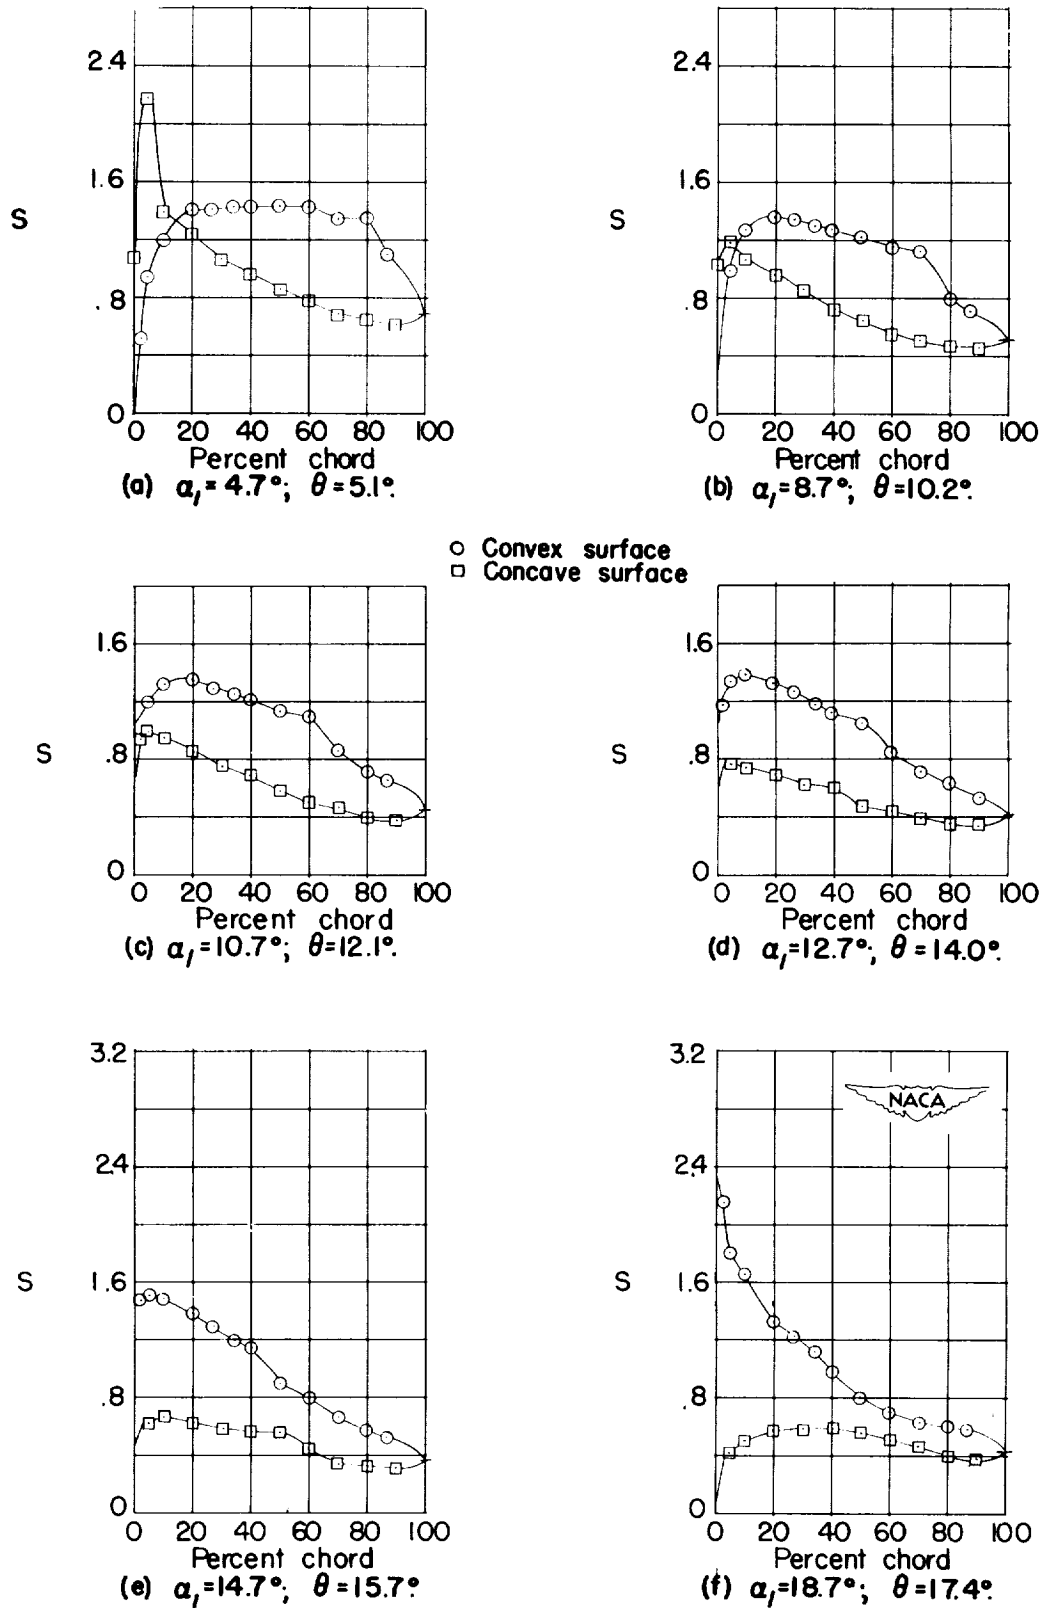 2.4
1.6
S
.8
0
0 20 40 60 80 100
Percent chord
(a) α₁=4.7°; θ=5.1°.
2.4
1.6
S
.8
0
0 20 40 60 80 100
Percent chord
(b) α₁=8.7°; θ=10.2°.
○ Convex surface
□ Concave surface
1.6
S
.8
0
0 20 40 60 80 100
Percent chord
(c) α₁=10.7°; θ=12.1°.
1.6
S
.8
0
0 20 40 60 80 100
Percent chord
(d) α₁=12.7°; θ=14.0°.
3.2
2.4
1.6
S
.8
0
0 20 40 60 80 100
Percent chord
(e) α₁=14.7°; θ=15.7°.
3.2
NACA
2.4
1.6
S
.8
0
0 20 40 60 80 100
Percent chord
(f) α₁=18.7°; θ=17.4°.